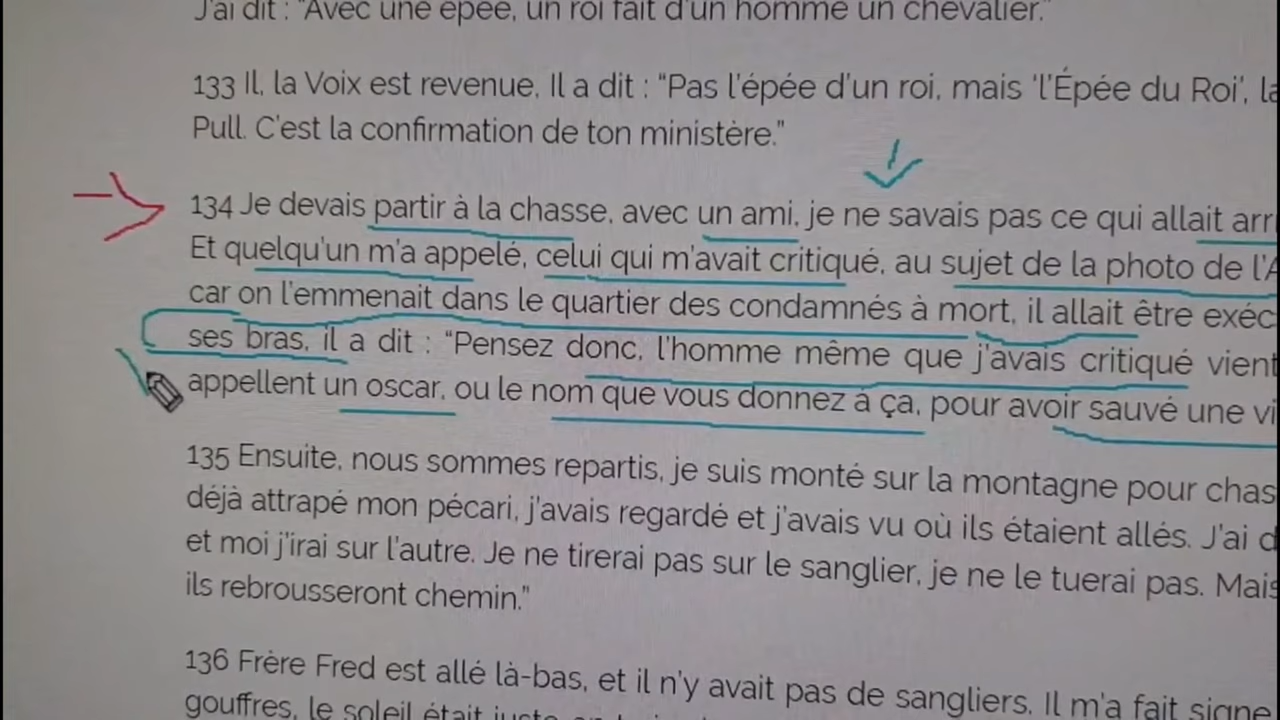 J'ai dit : "Avec une épée, un roi fait d'un homme un chevalier."
133 Il, la Voix est revenue, Il a dit : "Pas l'épée d'un roi, mais 'l'Épée du Roi', la
Pull. C'est la confirmation de ton ministère."
134 Je devais partir à la chasse, avec un ami, je ne savais pas ce qui allait
Et quelqu'un m'a appelé, celui qui m'avait critiqué, au sujet de la photo de
car on l'emmenait dans le quartier des condamnés à mort, il allait être
ses bras, il a dit : "Pensez donc, l'homme même que j'avais critiqué vient
appellent un oscar, ou le nom que vous donnez à ça, pour avoir sauvé une
135 Ensuite, nous sommes repartis, je suis monté sur la montagne pour
déjà attrapé mon pécari, j'avais regardé et j'avais vu où ils étaient allés. J'ai
et moi j'irai sur l'autre. Je ne tirerai pas sur le sanglier, je ne le tuerai pas. Mais
ils rebrousseront chemin."
136 Frère Fred est allé là-bas, et il n'y avait pas de sangliers. Il m'a fait signe
gouffres, le soleil était